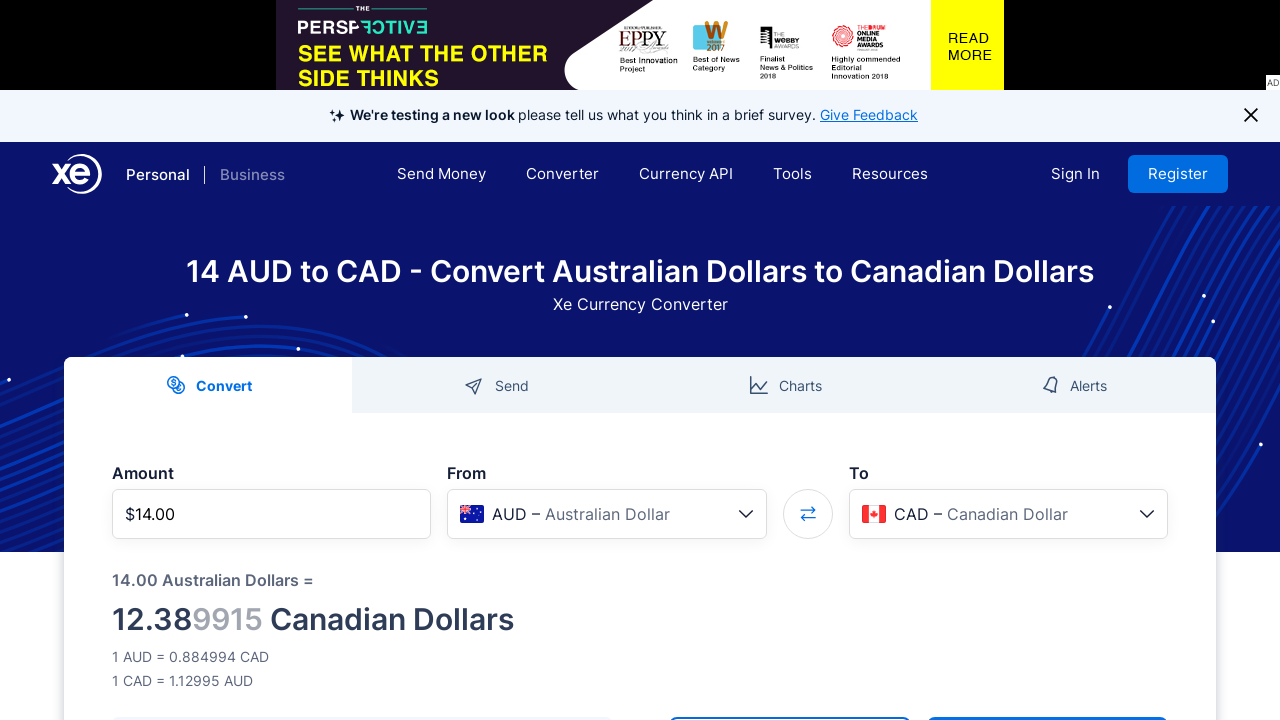 THE
PERSPECTIVE
SEE WHAT THE OTHER
SIDE THINKS
EPPY
2017
Best Innovation
Project
W
2017
Best of News
Category
THE
WEBBY
AWARDS
Finalist
News & Politics
2018
THE DRUM
ONLINE
MEDIA
AWARDS
Highly commended
Editorial
Innovation 2018
READ
MORE
AD
We're testing a new look please tell us what you think in a brief survey. Give Feedback
xe Personal Business Send Money Converter Currency API Tools Resources Sign In Register
14 AUD to CAD - Convert Australian Dollars to Canadian Dollars
Xe Currency Converter
Convert Send Charts Alerts
Amount From To
$14.00 AUD – Australian Dollar CAD – Canadian Dollar
14.00 Australian Dollars =
12.389915 Canadian Dollars
1 AUD = 0.884994 CAD
1 CAD = 1.12995 AUD